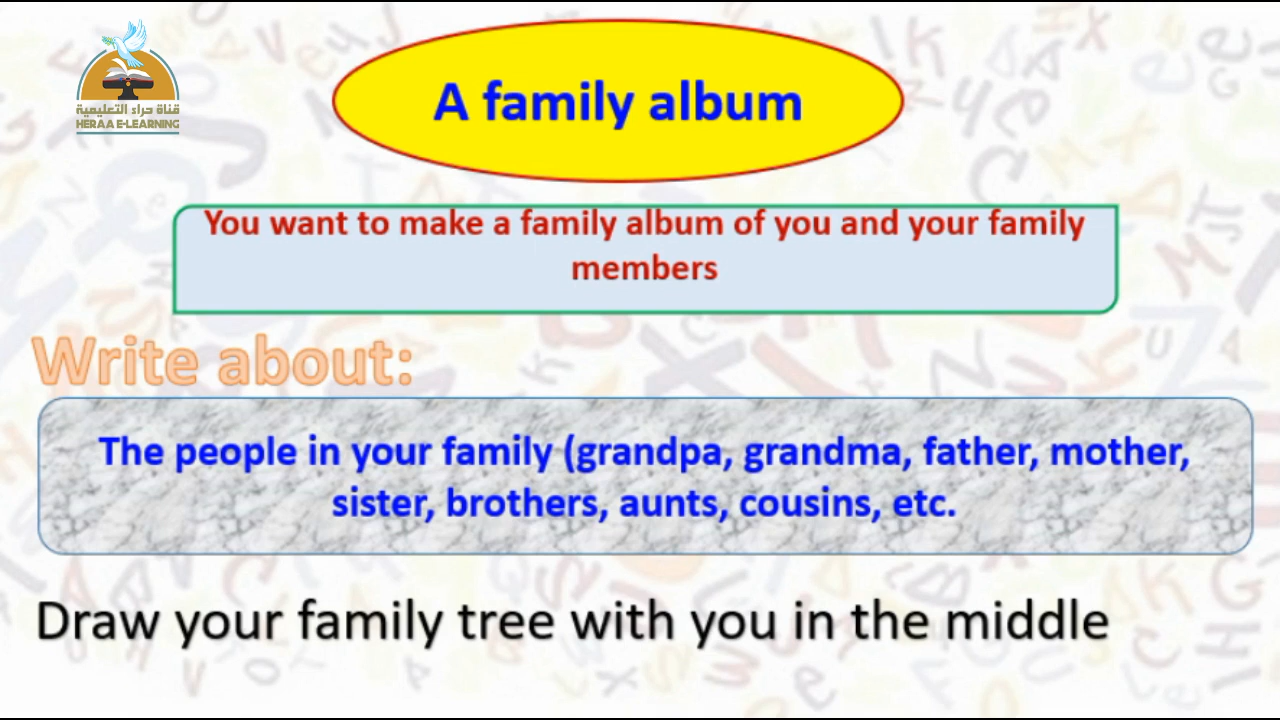 قناة حراء التعليمية
HERAA E-LEARNING
A family album
You want to make a family album of you and your family
members
Write about:
The people in your family (grandpa, grandma, father, mother,
sister, brothers, aunts, cousins, etc.
Draw your family tree with you in the middle